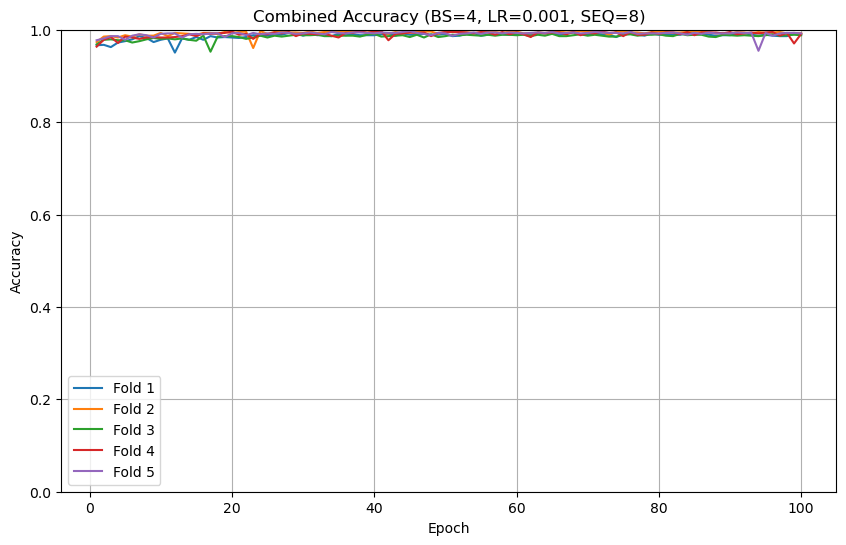 Combined Accuracy (BS=4, LR=0.001, SEQ=8)
1.0
0.8
0.6
0.4
0.2
0.0
Accuracy
Fold 1
Fold 2
Fold 3
Fold 4
Fold 5
0 20 40 60 80 100
Epoch